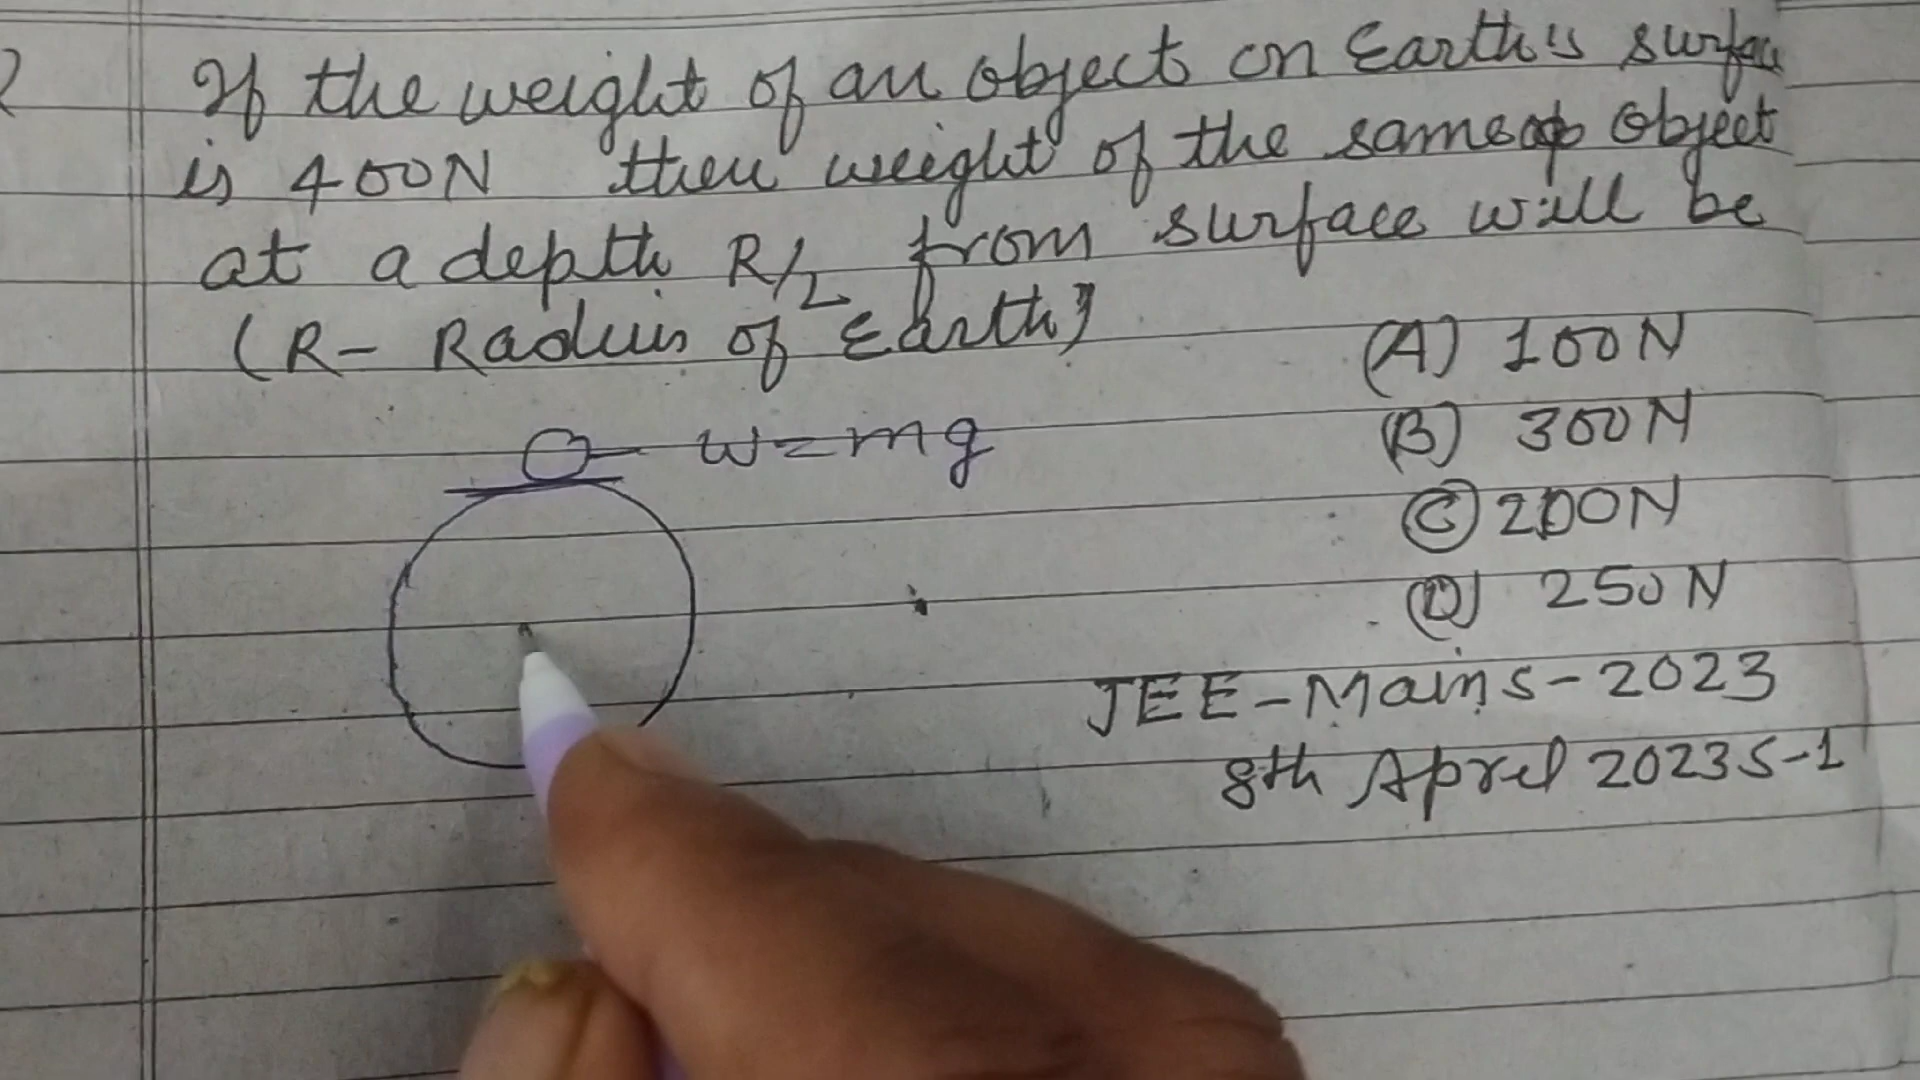 If the weight of an object on Earth's surface
is 400N then weight of the same object
at a depth R/2 from surface will be
(R- Radius of Earth)
(A) 100N
W=mg
(B) 300N
(C) 200N
(D) 250N
JEE-Mains-2023
8th April 2023 S-1